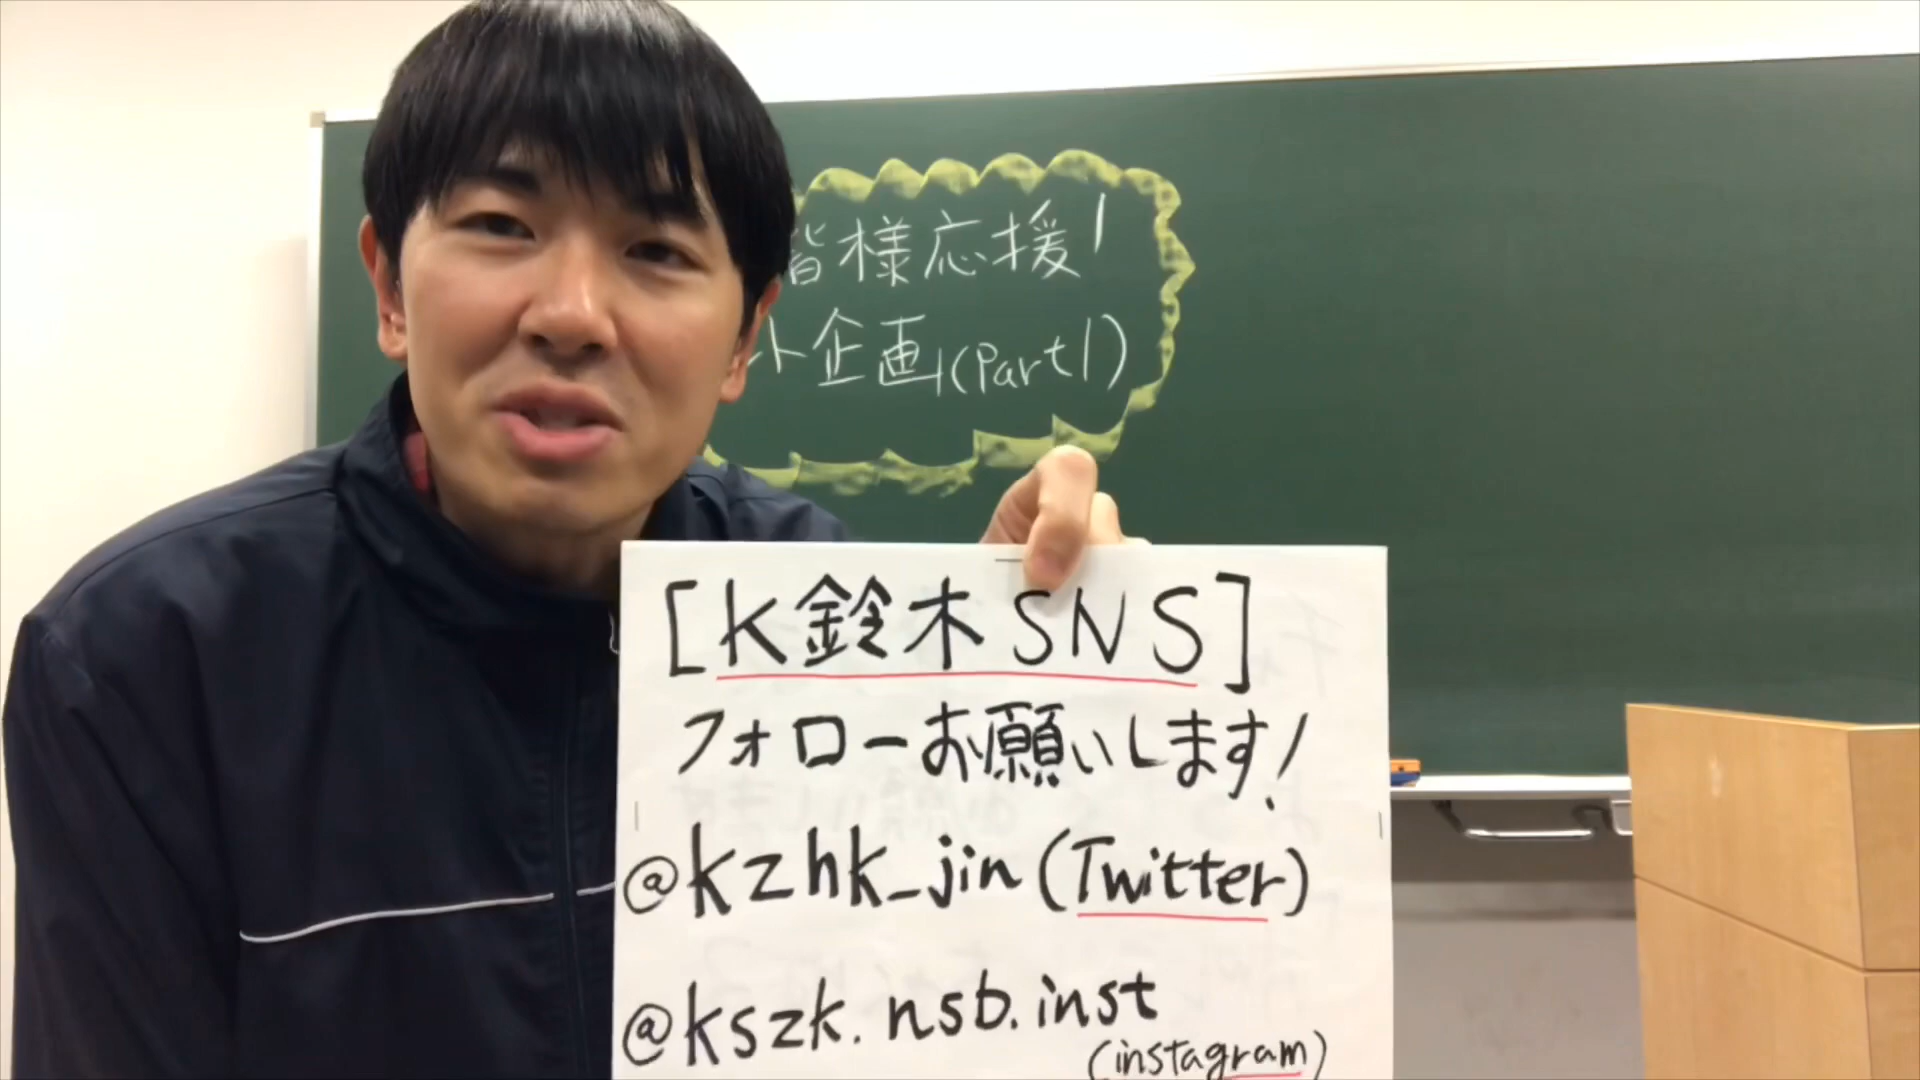 皆様応援!
ト企画(Part1)
[K鈴木SNS]
フォローお願いします!
@kzhk_jin (Twitter)
@kszk.nsb.inst
(instagram)